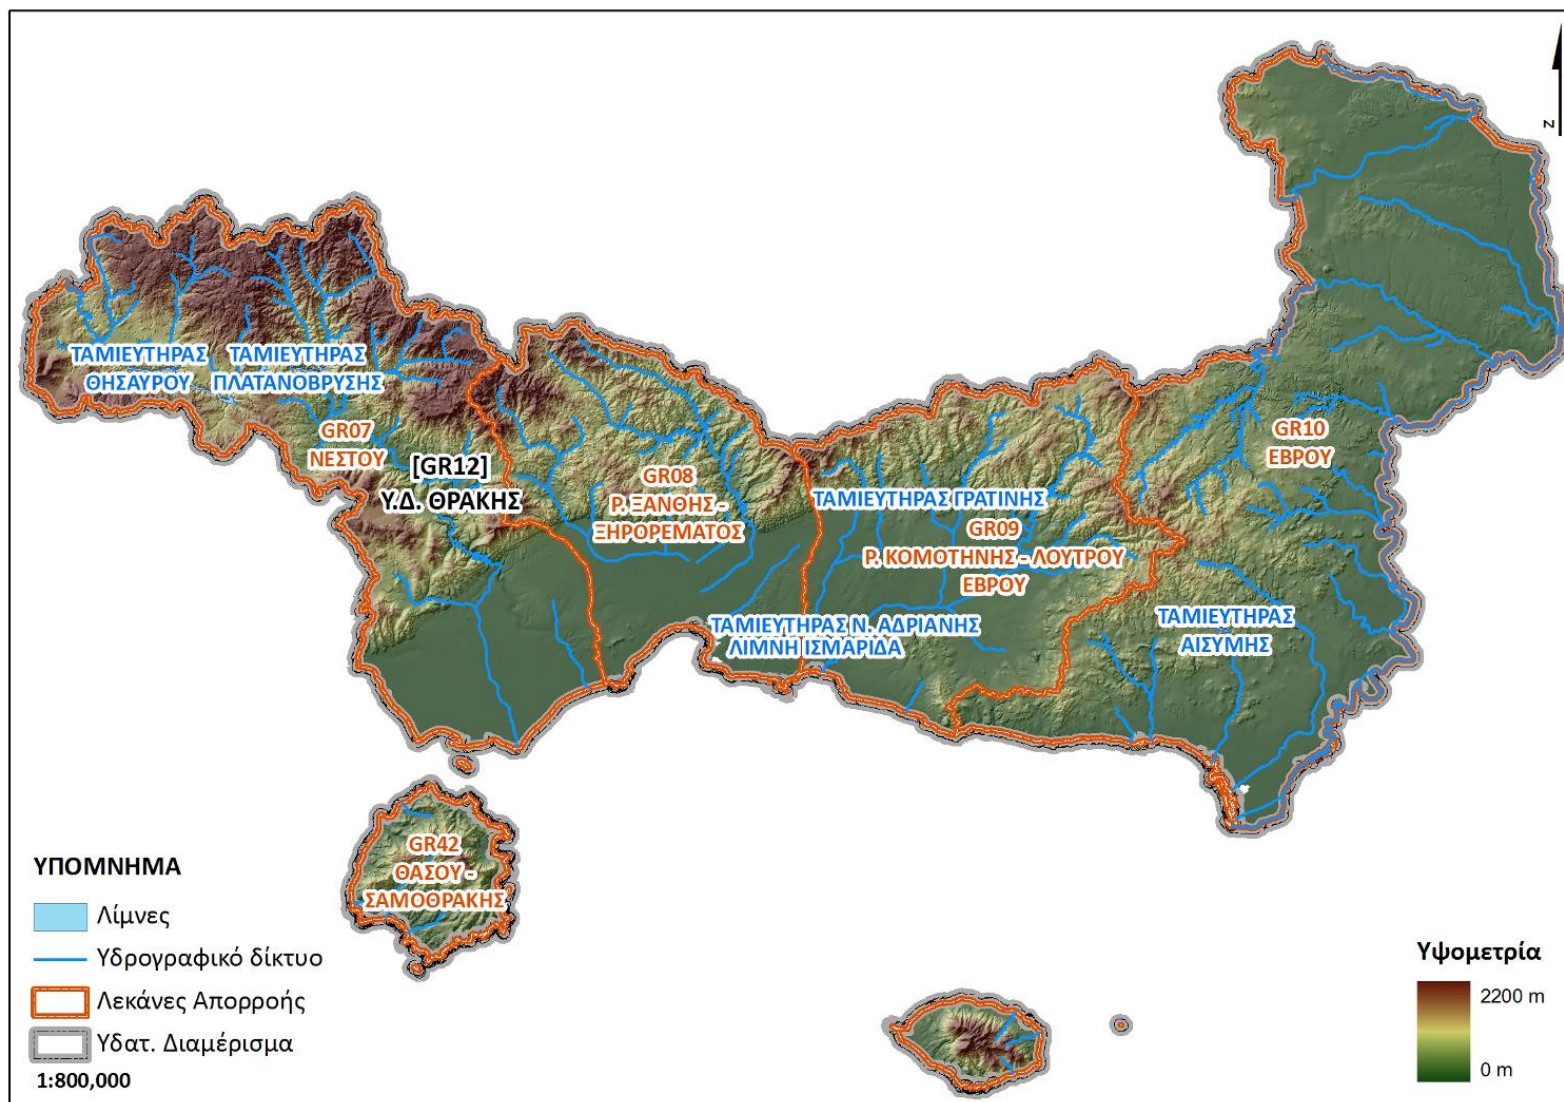 Z
ΤΑΜΙΕΥΤΗΡΑΣ
ΘΗΣΑΥΡΟΥ
ΤΑΜΙΕΥΤΗΡΑΣ
ΠΛΑΤΑΝΟΒΡΥΣΗΣ
GR07
ΝΕΣΤΟΥ
[GR12]
Υ.Δ. ΘΡΑΚΗΣ
GR08
Ρ. ΞΑΝΘΗΣ -
ΞΗΡΟΡΕΜΑΤΟΣ
ΤΑΜΙΕΥΤΗΡΑΣ ΓΡΑΤΙΝΗΣ
GR09
Ρ. ΚΟΜΟΤΗΝΗΣ - ΛΟΥΤΡΟΥ
ΕΒΡΟΥ
GR10
ΕΒΡΟΥ
ΤΑΜΙΕΥΤΗΡΑΣ Ν. ΑΔΡΙΑΝΗΣ
ΛΙΜΝΗ ΙΣΜΑΡΙΔΑ
ΤΑΜΙΕΥΤΗΡΑΣ
ΑΙΣΥΜΗΣ
GR42
ΘΑΣΟΥ -
ΣΑΜΟΘΡΑΚΗΣ
ΥΠΟΜΝΗΜΑ
Λίμνες
Υδρογραφικό δίκτυο
Λεκάνες Απορροής
Υδατ. Διαμέρισμα
1:800,000
Υψομετρία
2200 m
0 m